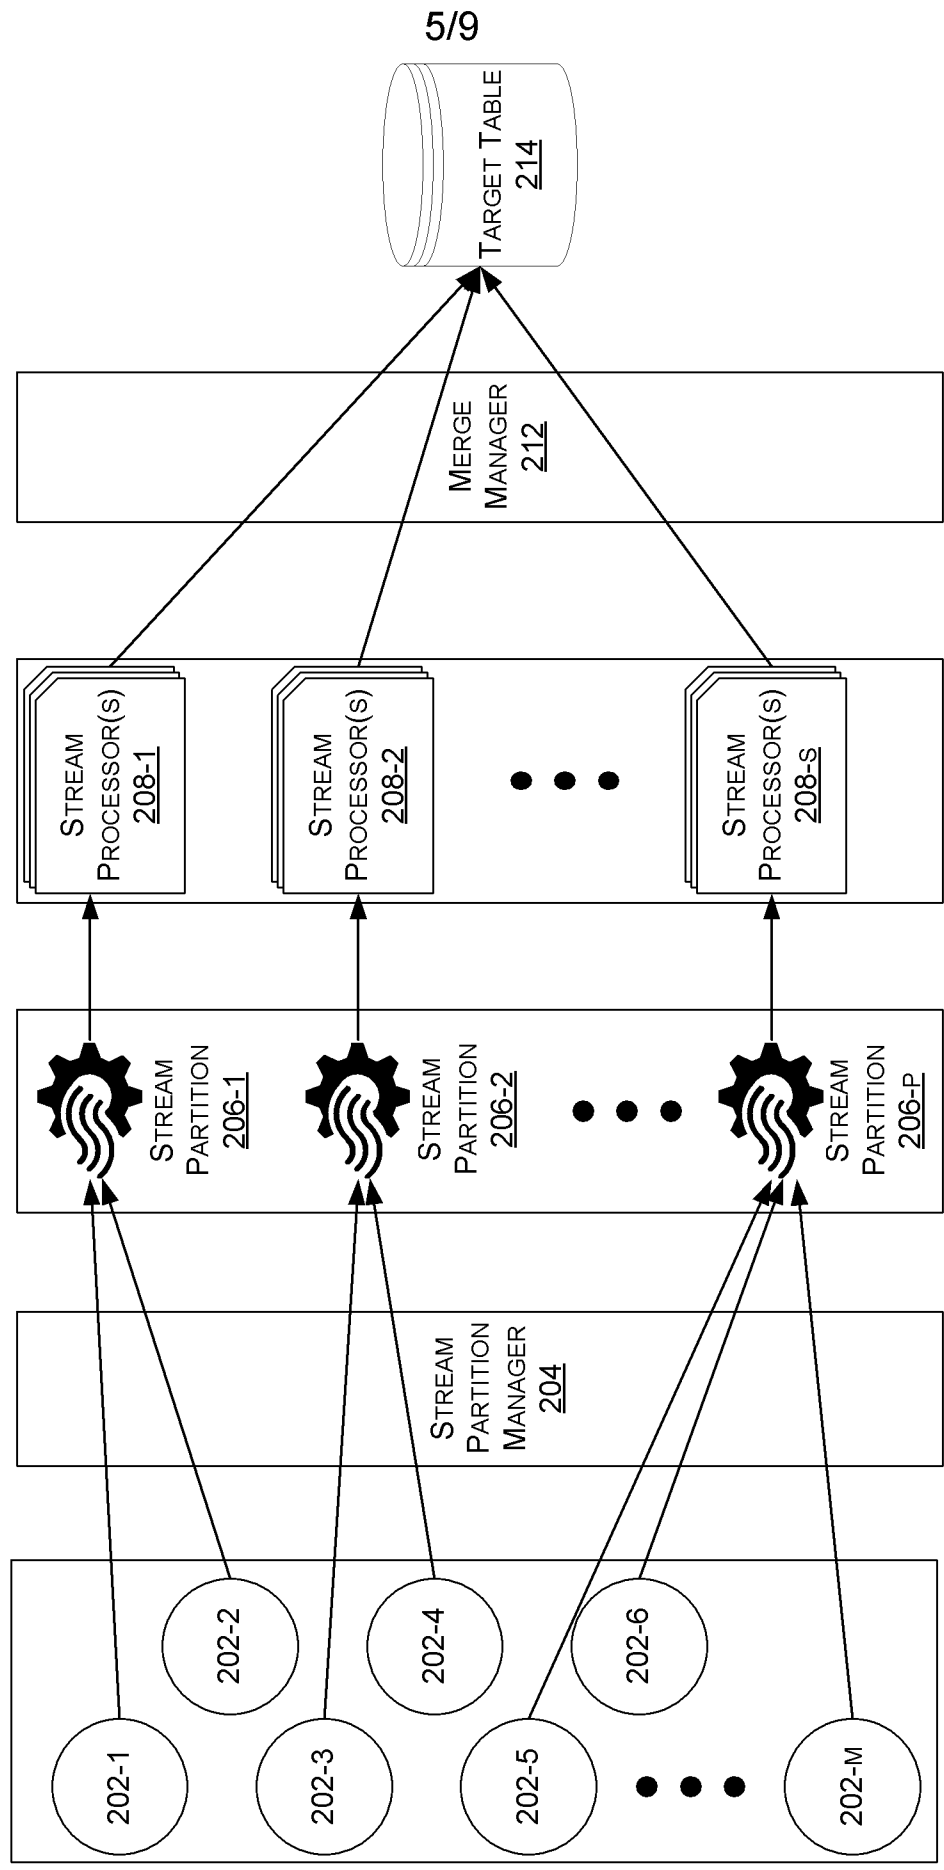 5/9
202-1
202-2
202-3
202-4
202-5
202-6
202-M
STREAM
PARTITION
MANAGER
204
STREAM
PARTITION
206-1
STREAM
PARTITION
206-2
STREAM
PARTITION
206-P
STREAM
PROCESSOR(S)
208-1
STREAM
PROCESSOR(S)
208-2
STREAM
PROCESSOR(S)
208-S
MERGE
MANAGER
212
TARGET TABLE
214